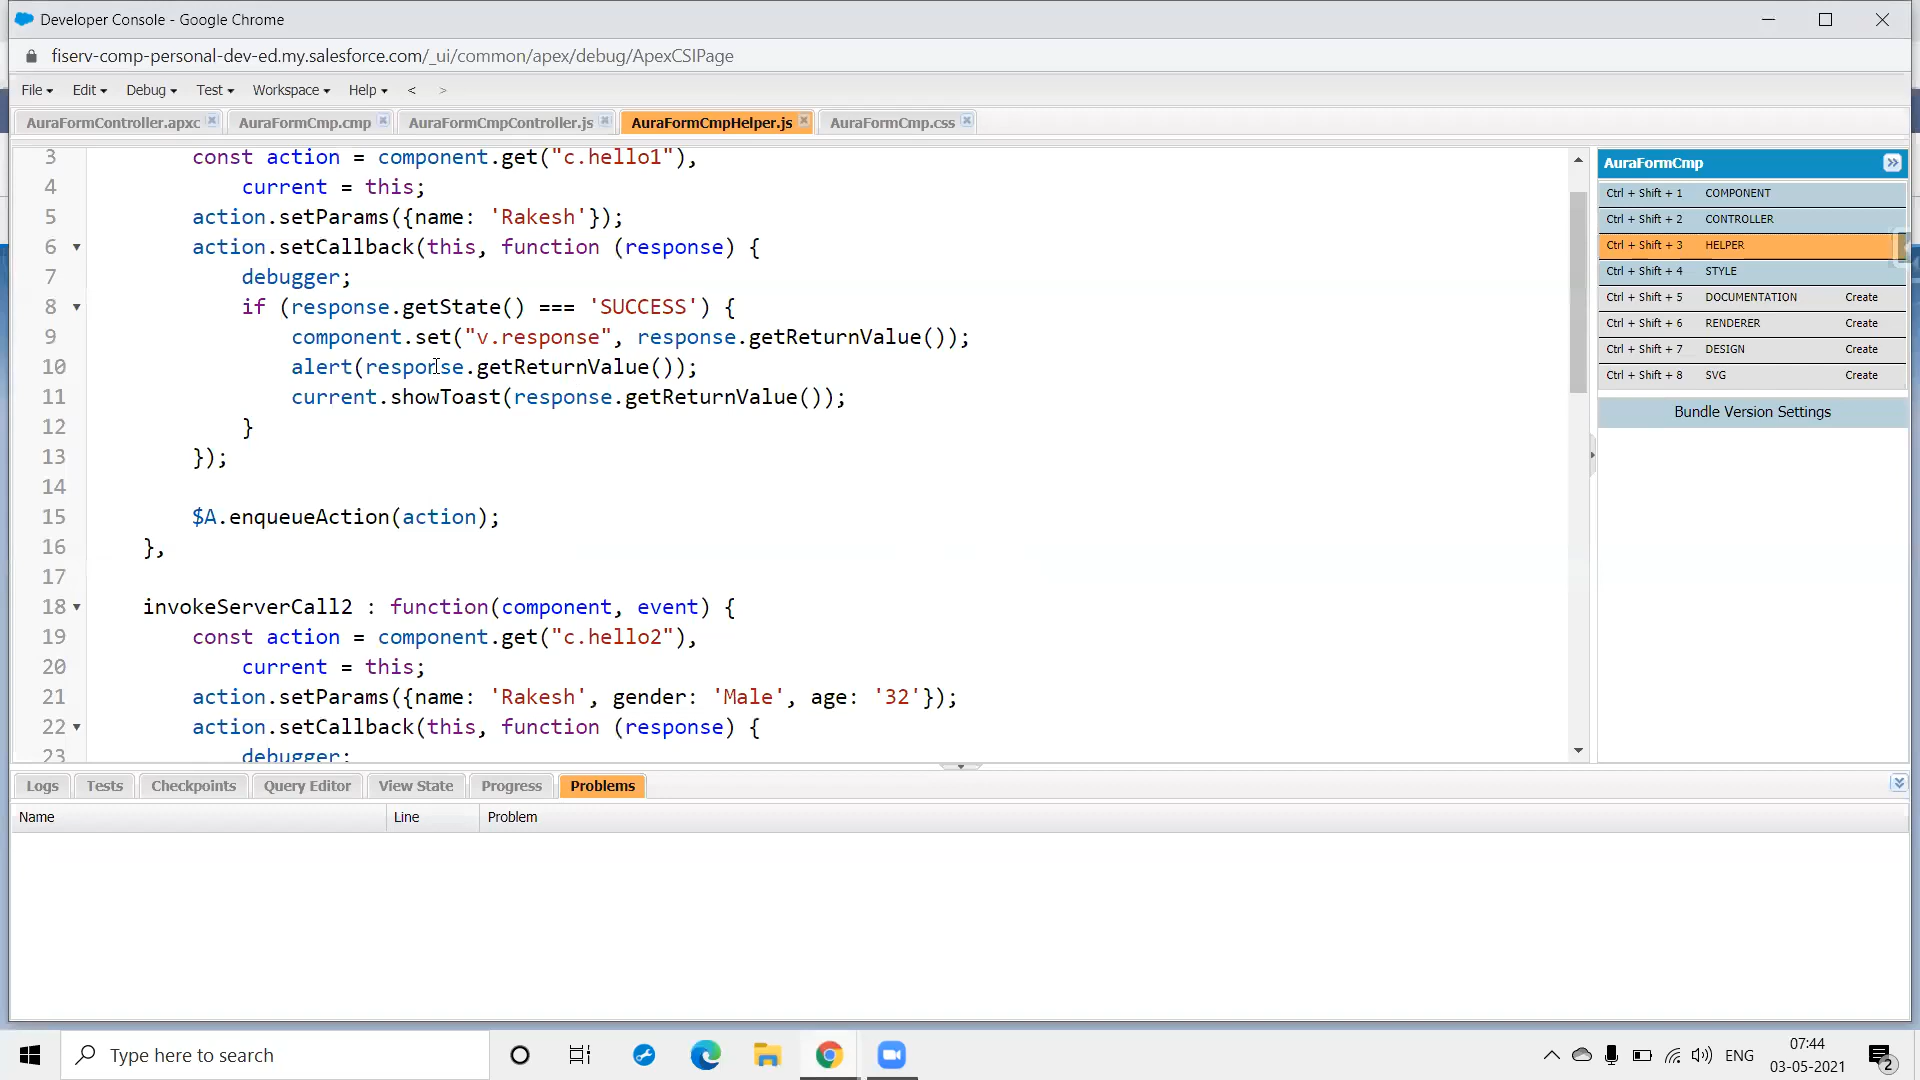 Developer Console - Google Chrome
fiserv-comp-personal-dev-ed.my.salesforce.com/_ui/common/apex/debug/ApexCSIPage
File Edit Debug Test Workspace Help < >
AuraFormController.apxc AuraFormCmp.cmp AuraFormCmpController.js AuraFormCmpHelper.js AuraFormCmp.css
3 const action = component.get("c.hello1"),
4 current = this;
5 action.setParams({name: 'Rakesh'});
6 action.setCallback(this, function (response) {
7 debugger;
8 if (response.getState() === 'SUCCESS') {
9 component.set("v.response", response.getReturnValue());
10 alert(response.getReturnValue());
11 current.showToast(response.getReturnValue());
12 }
13 });
14
15 $A.enqueueAction(action);
16 },
17
18 invokeServerCall2 : function(component, event) {
19 const action = component.get("c.hello2"),
20 current = this;
21 action.setParams({name: 'Rakesh', gender: 'Male', age: '32'});
22 action.setCallback(this, function (response) {
23 debugger;
AuraFormCmp
Ctrl + Shift + 1 COMPONENT
Ctrl + Shift + 2 CONTROLLER
Ctrl + Shift + 3 HELPER
Ctrl + Shift + 4 STYLE
Ctrl + Shift + 5 DOCUMENTATION Create
Ctrl + Shift + 6 RENDERER Create
Ctrl + Shift + 7 DESIGN Create
Ctrl + Shift + 8 SVG Create
Bundle Version Settings
Logs Tests Checkpoints Query Editor View State Progress Problems
Name Line Problem
Type here to search
ENG
07:44
03-05-2021
2